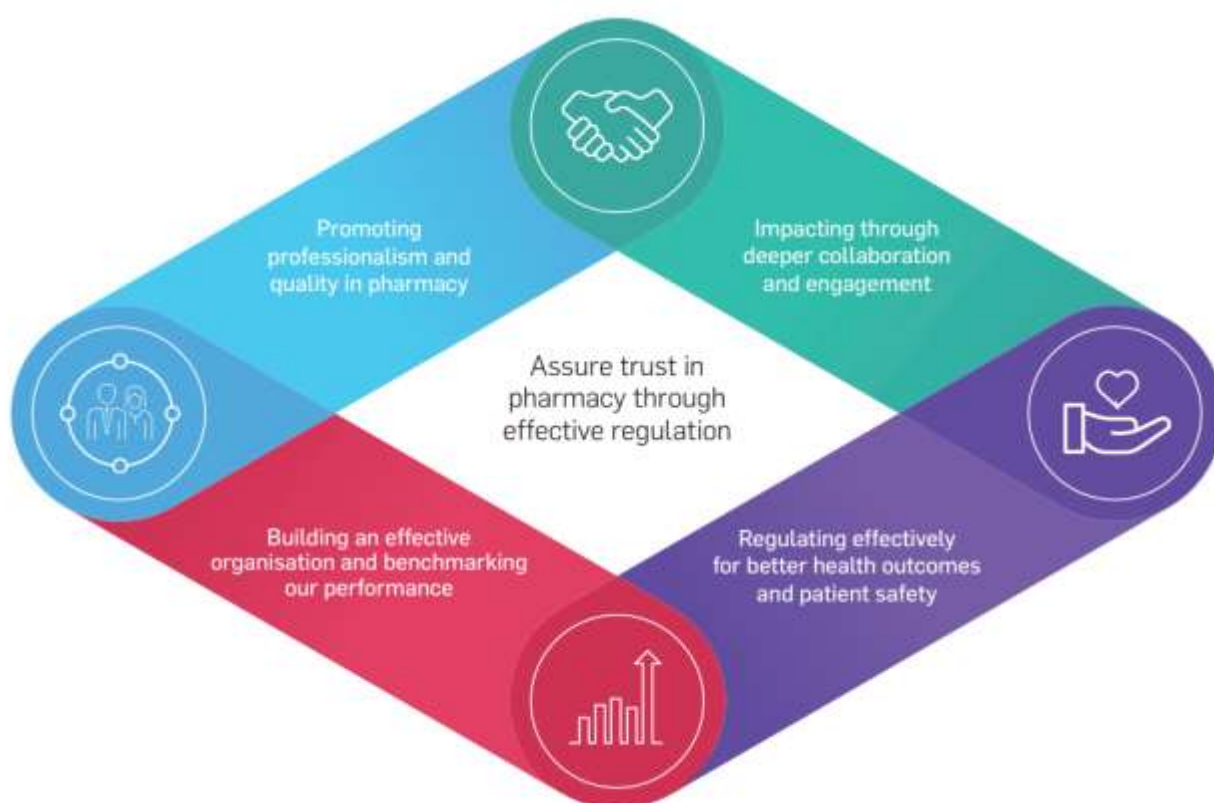 Promoting
professionalism and
quality in pharmacy
Impacting through
deeper collaboration
and engagement
Assure trust in
pharmacy through
effective regulation
Building an effective
organisation and benchmarking
our performance
Regulating effectively
for better health outcomes
and patient safety